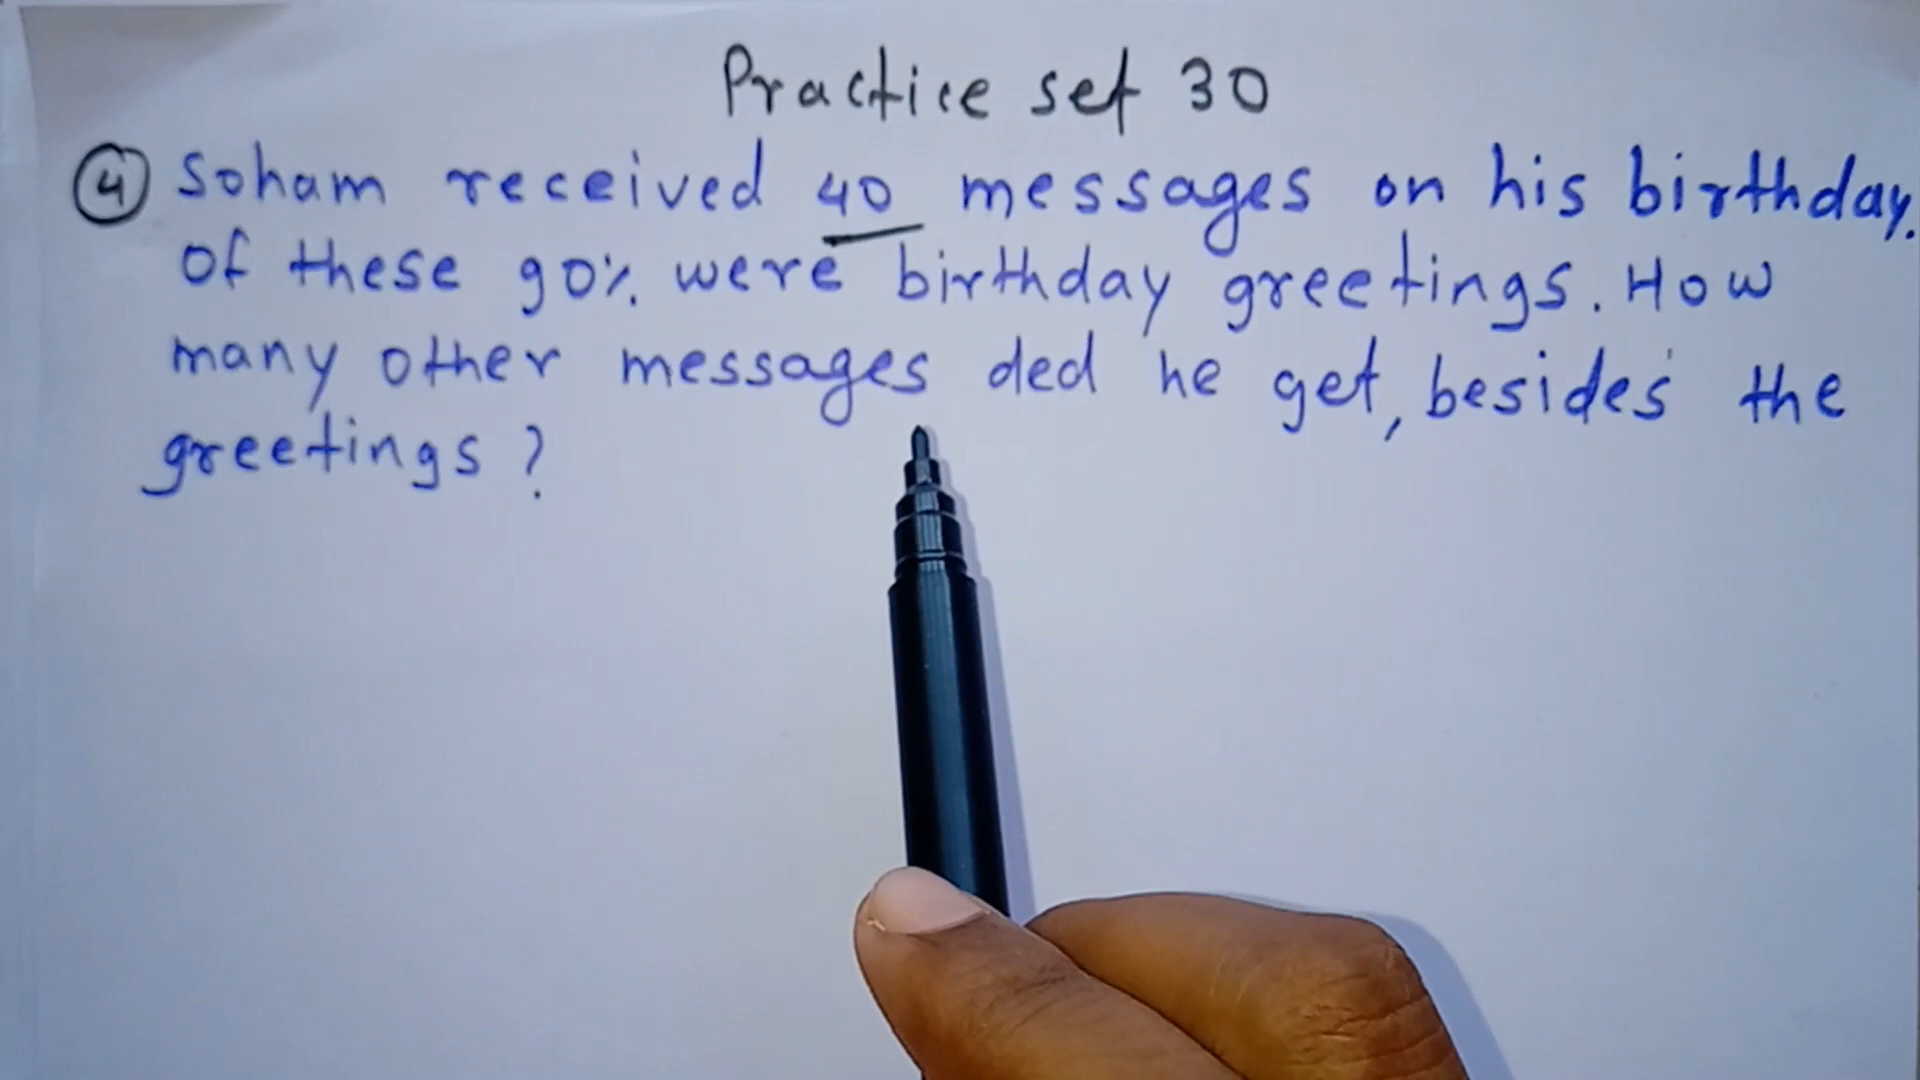 Practice set 30
4 Soham received 40 messages on his birthday.
Of these 90% were birthday greetings. How
many other messages ded he get, besides the
greetings?